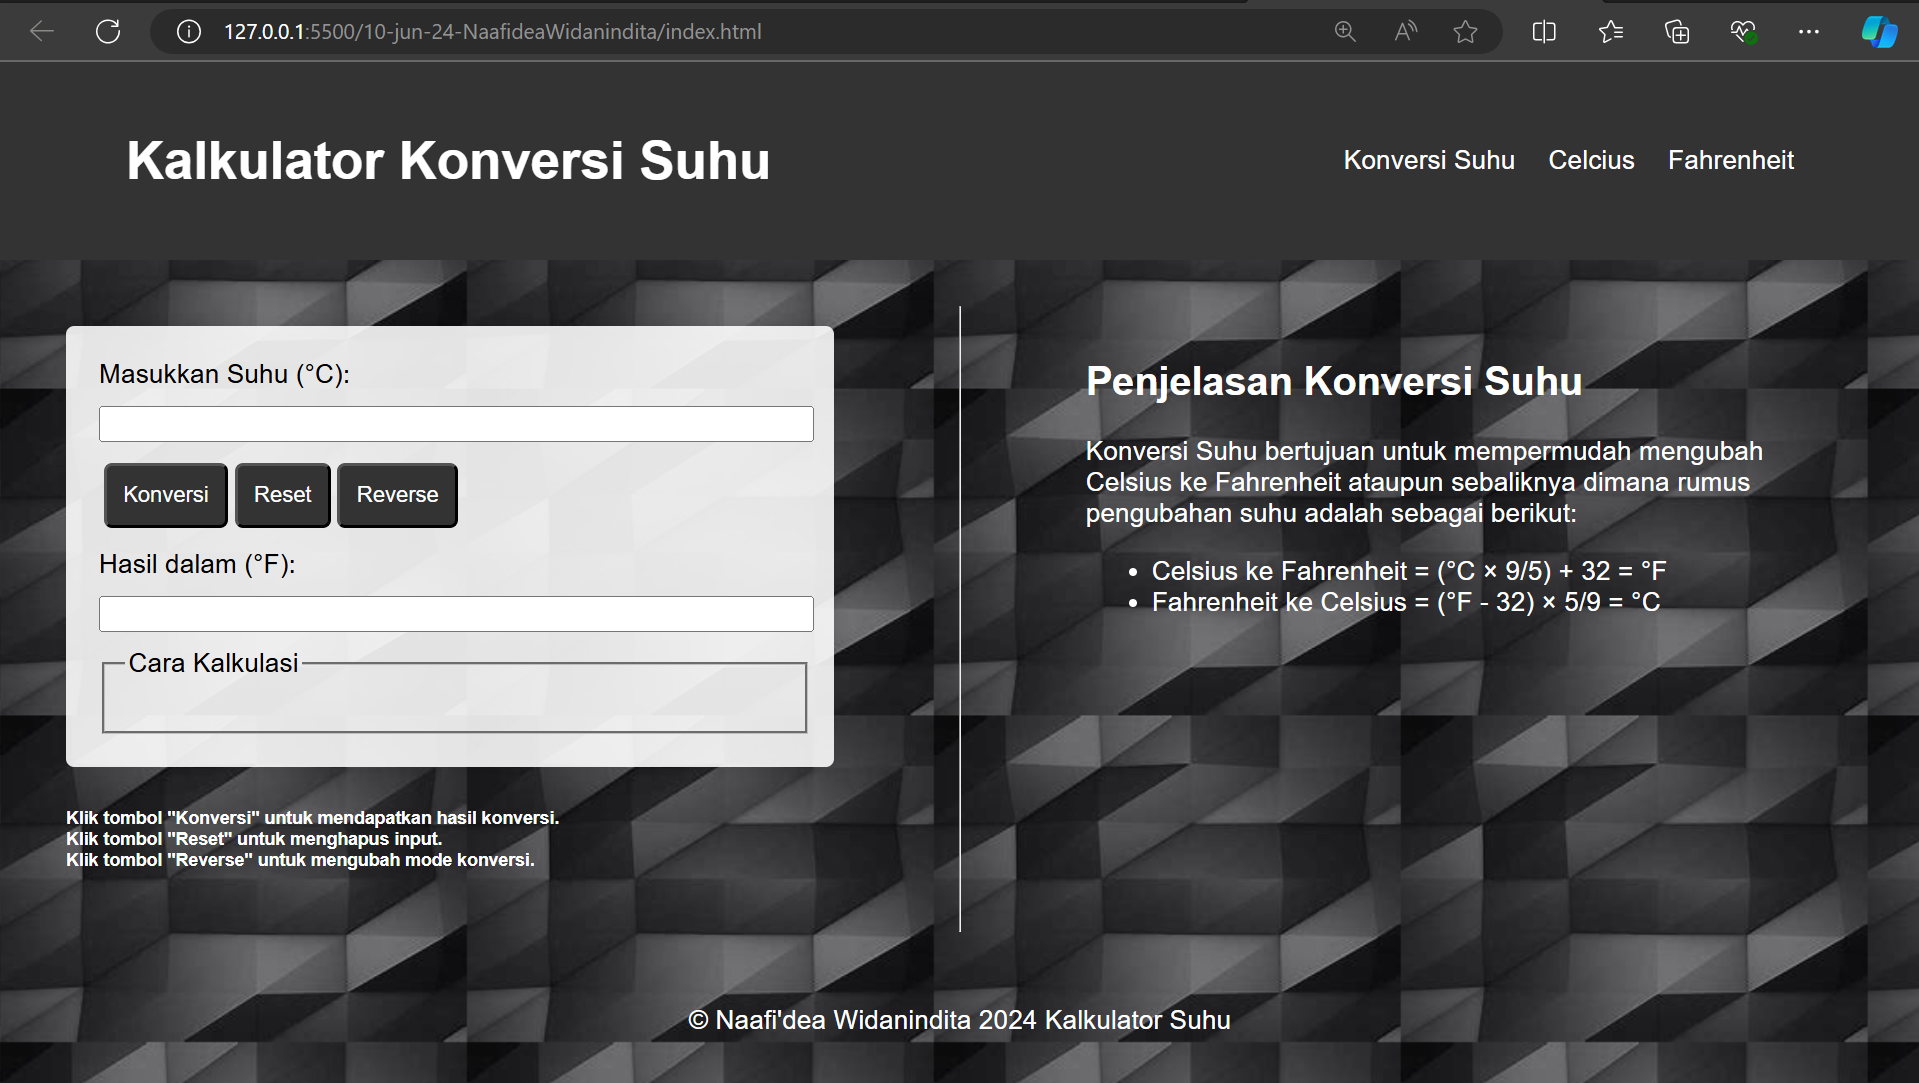 127.0.0.1:5500/10-jun-24-NaafideaWidanindita/index.html
Kalkulator Konversi Suhu
Konversi Suhu Celcius Fahrenheit
Masukkan Suhu (°C):
Konversi Reset Reverse
Hasil dalam (°F):
Cara Kalkulasi
Klik tombol "Konversi" untuk mendapatkan hasil konversi.
Klik tombol "Reset" untuk menghapus input.
Klik tombol "Reverse" untuk mengubah mode konversi.
Penjelasan Konversi Suhu
Konversi Suhu bertujuan untuk mempermudah mengubah
Celsius ke Fahrenheit ataupun sebaliknya dimana rumus
pengubahan suhu adalah sebagai berikut:
• Celsius ke Fahrenheit = (°C × 9/5) + 32 = °F
• Fahrenheit ke Celsius = (°F - 32) × 5/9 = °C
© Naafi'dea Widanindita 2024 Kalkulator Suhu